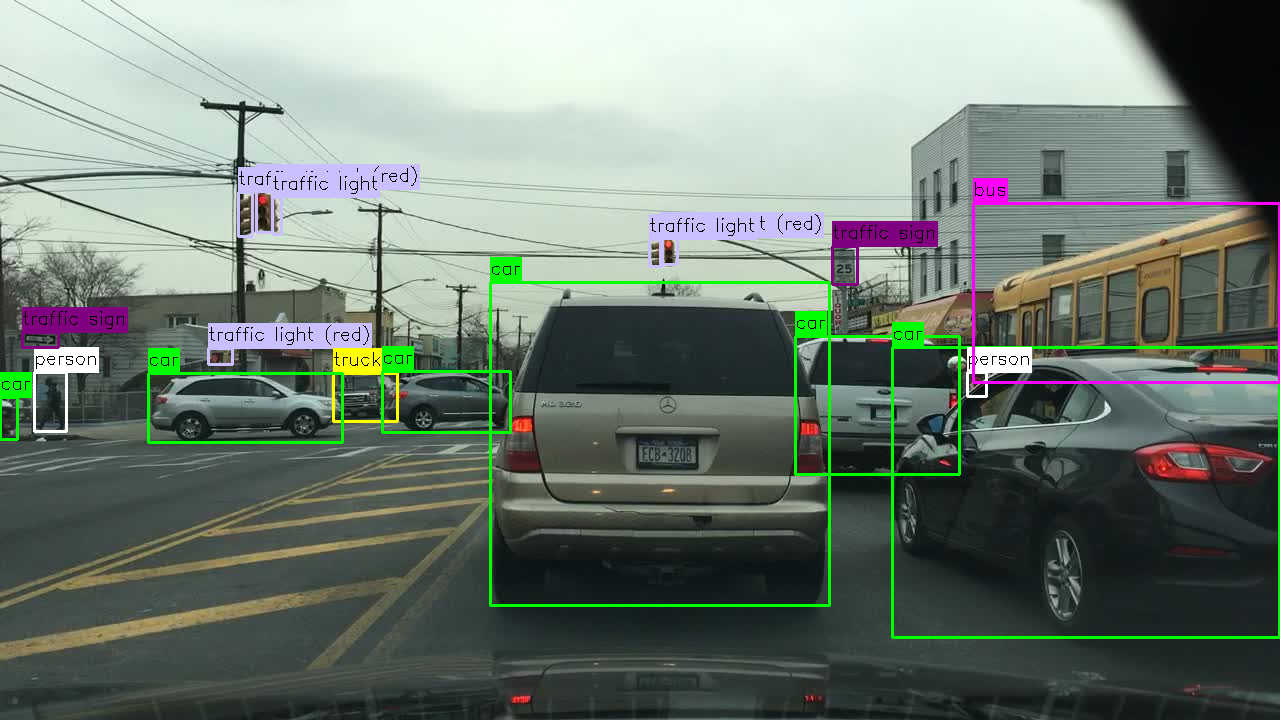 traffic light (red)
traffic light
bus
traffic light
t (red)
traffic sign
25
car
traffic sign
car
traffic light (red)
car
person
car
truck
car
person
car
ML 320
ECB 3208